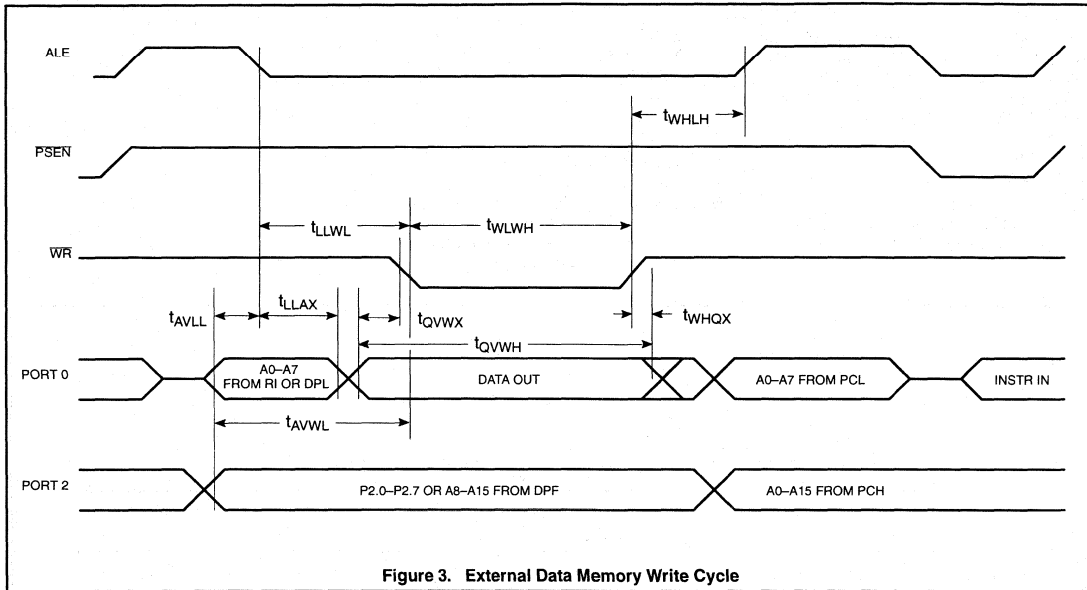 ALE
tWHLH
PSEN
tLLWL
tWLWH
WR
tAVLL
tLLAX
tQVWX
tWHQX
tQVWH
PORT 0
A0–A7
FROM RI OR DPL
DATA OUT
A0–A7 FROM PCL
INSTR IN
tAVWL
PORT 2
P2.0–P2.7 OR A8–A15 FROM DPF
A0–A15 FROM PCH
Figure 3. External Data Memory Write Cycle